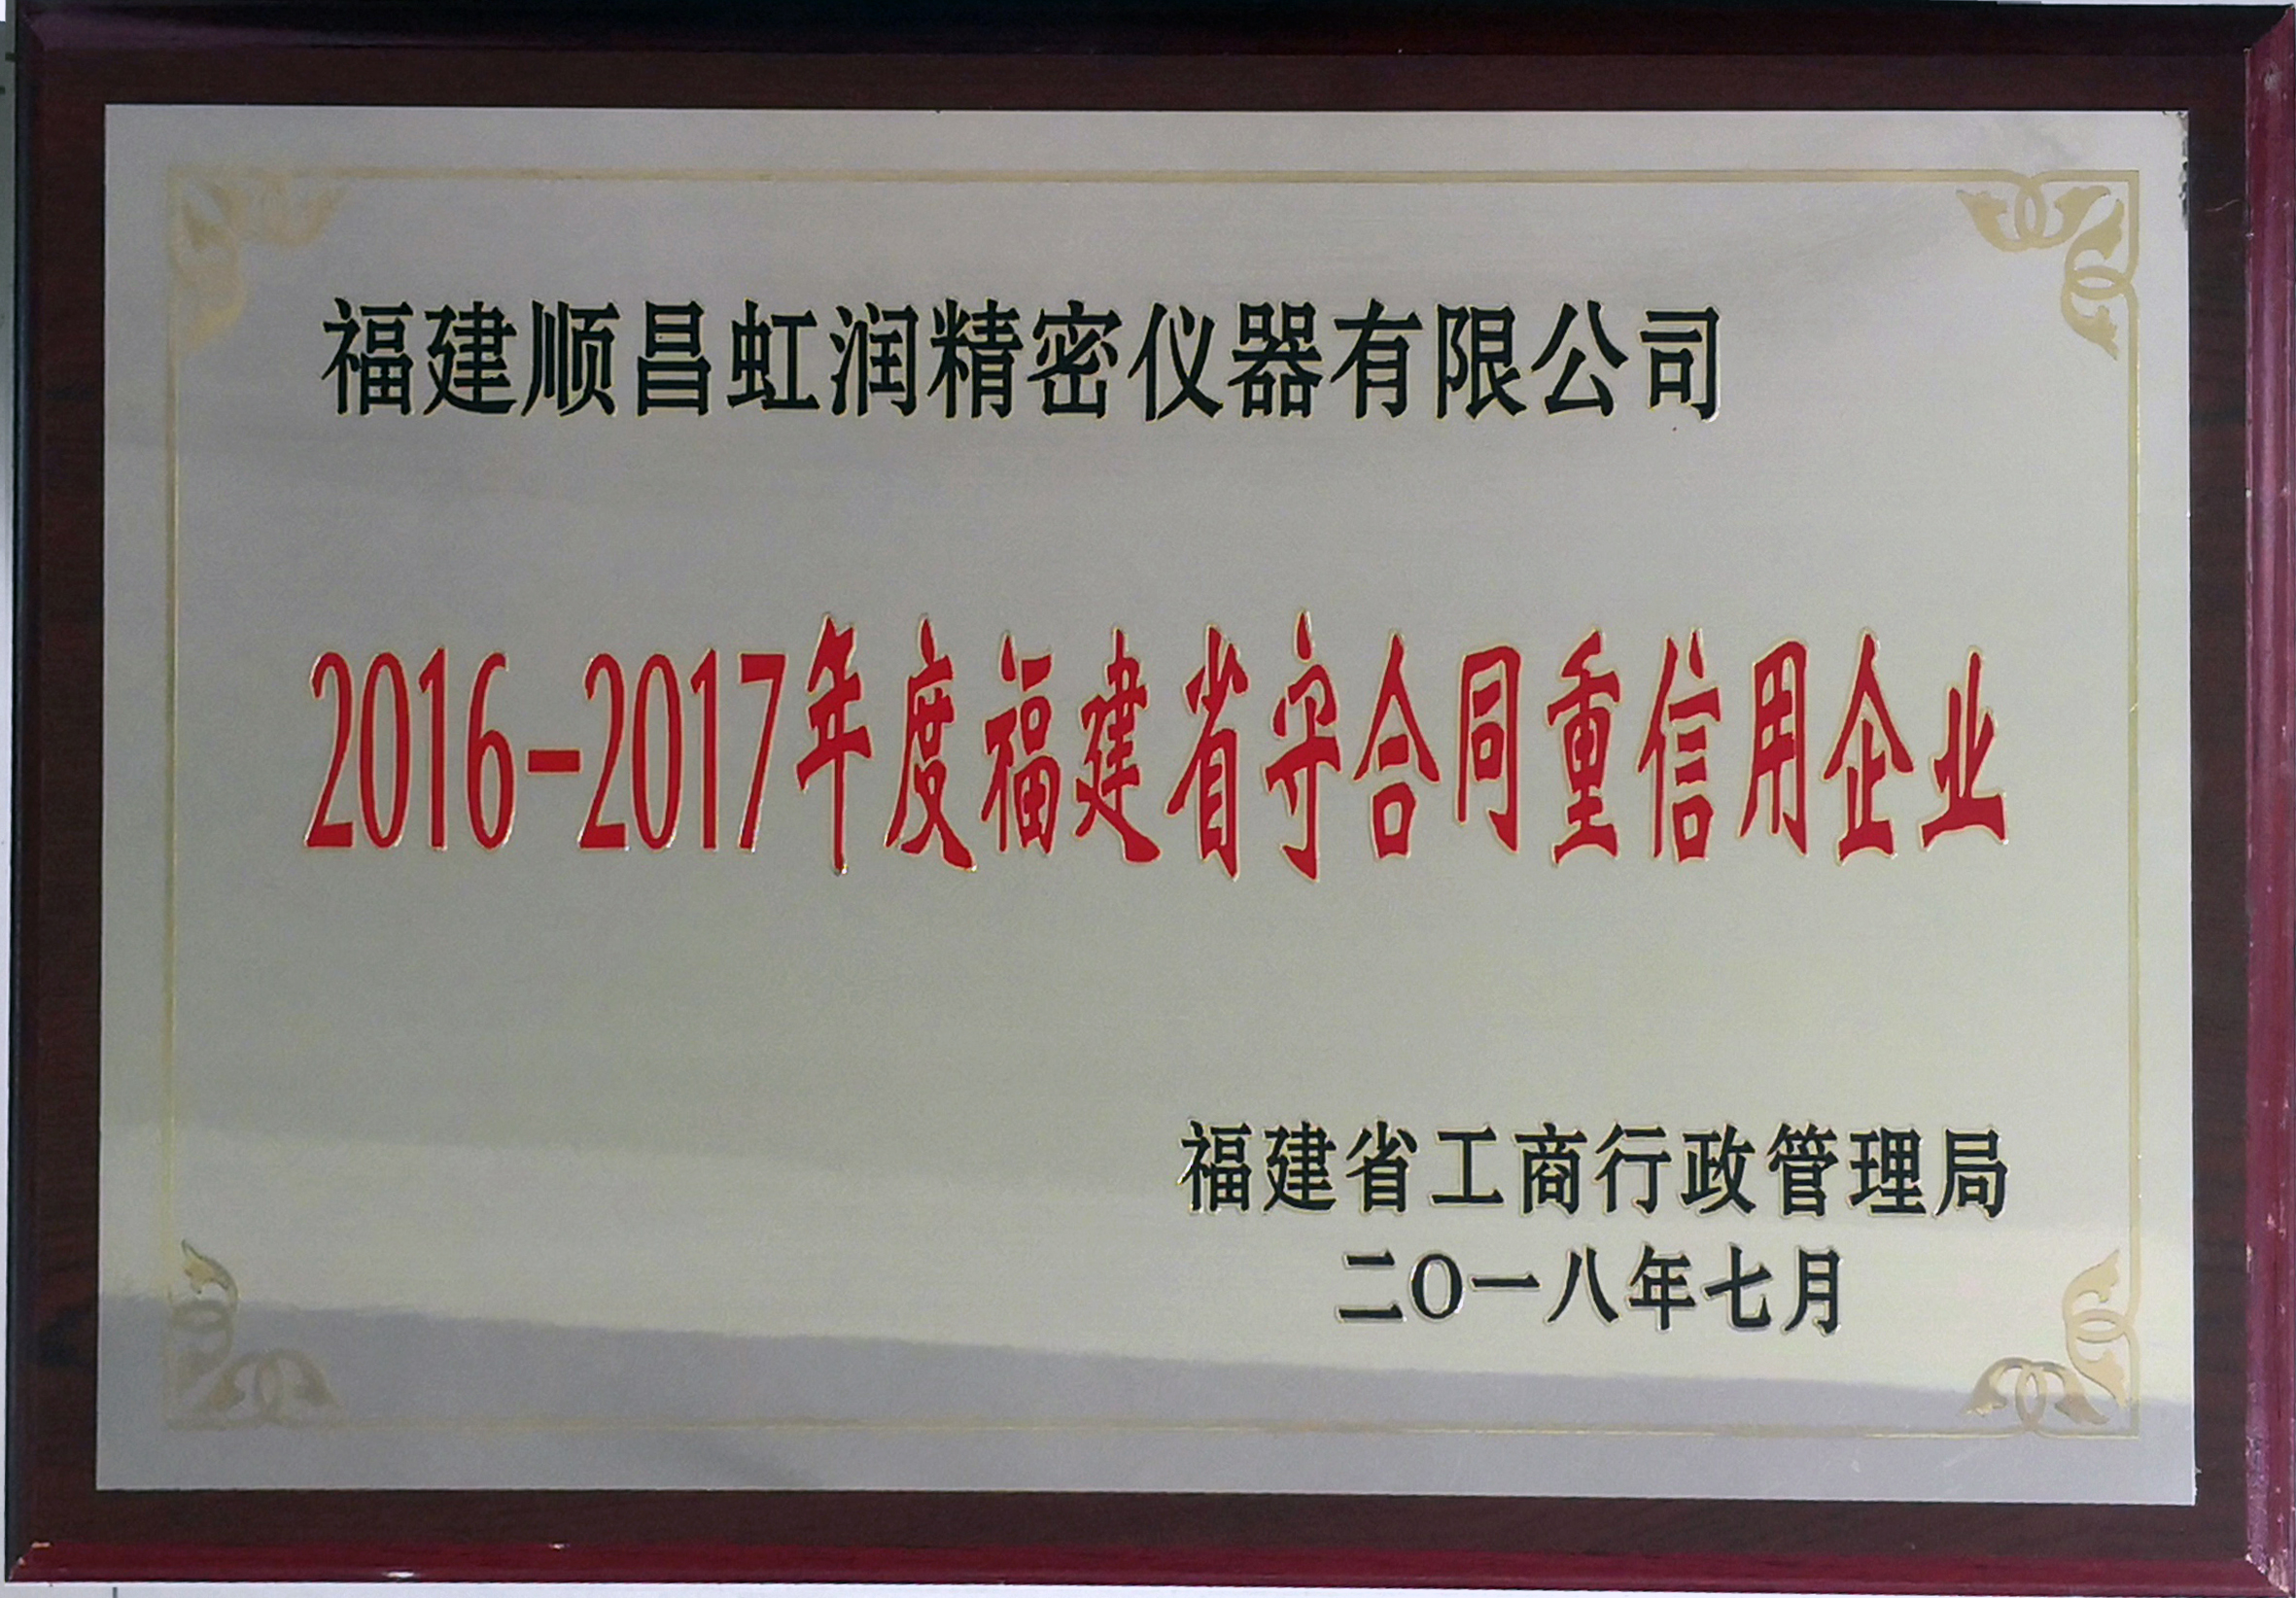 福建顺昌虹润精密仪器有限公司
2016-2017年度福建省守合同重信用企业
福建省工商行政管理局
二〇一八年七月